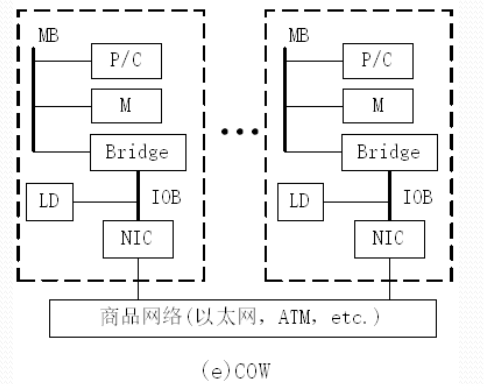 MB
P/C
M
Bridge
LD
IOB
NIC
MB
P/C
M
Bridge
LD
IOB
NIC
商品网络(以太网，ATM，etc.)
(e)COW